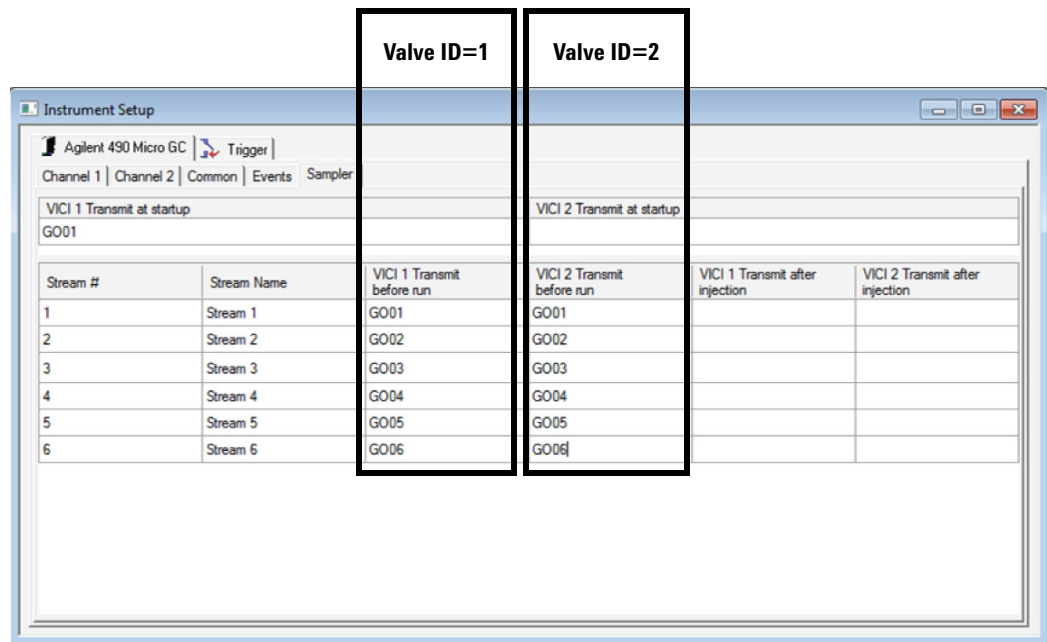 Valve ID=1 Valve ID=2
Instrument Setup
Agilent 490 Micro GC Trigger
Channel 1 Channel 2 Common Events Sampler
VICI 1 Transmit at startup VICI 2 Transmit at startup
GO01
Stream # Stream Name VICI 1 Transmit before run VICI 2 Transmit before run VICI 1 Transmit after injection VICI 2 Transmit after injection
1 Stream 1 GO01 GO01
2 Stream 2 GO02 GO02
3 Stream 3 GO03 GO03
4 Stream 4 GO04 GO04
5 Stream 5 GO05 GO05
6 Stream 6 GO06 GO06